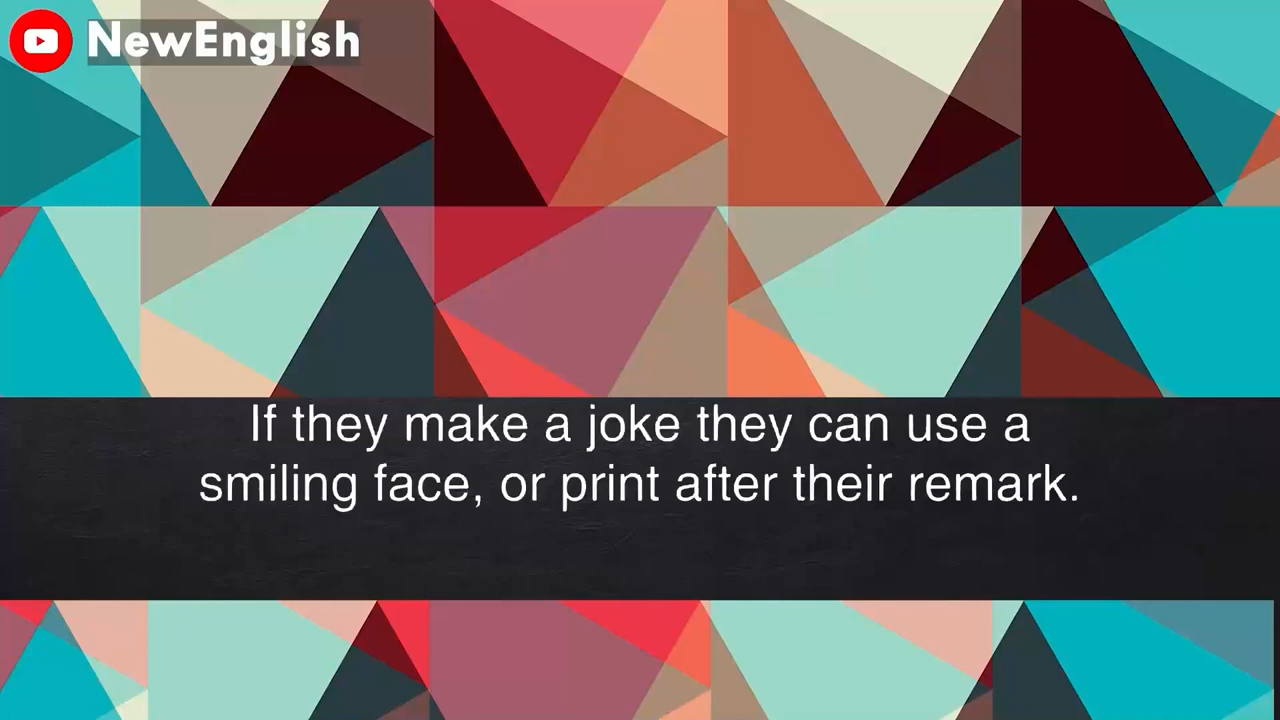 NewEnglish
If they make a joke they can use a
smiling face, or print after their remark.